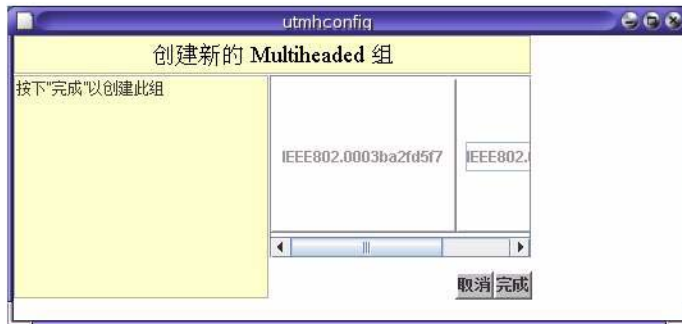 utmhconfig
创建新的 Multiheaded 组
按下"完成"以创建此组
IEEE802.0003ba2fd5f7
IEEE802.
取消 完成